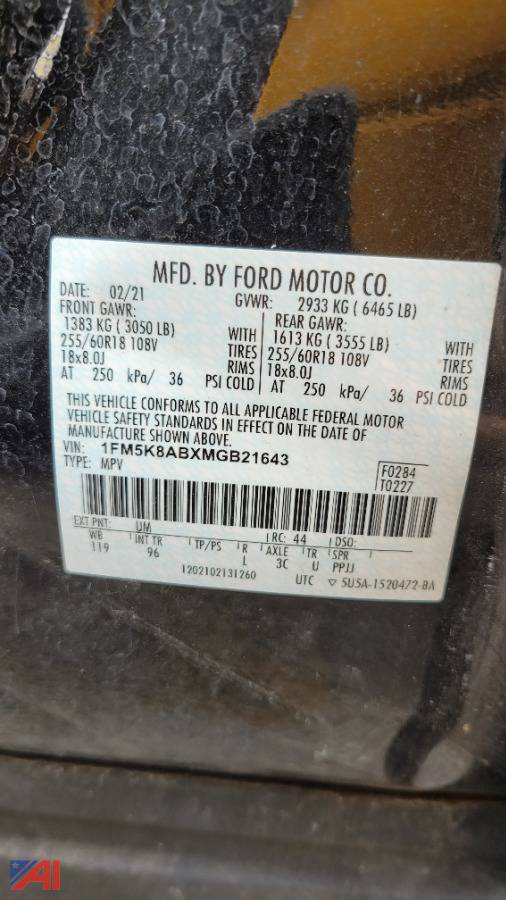 MFD. BY FORD MOTOR CO.
DATE: 02/21 GVWR: 2933 KG ( 6465 LB)
FRONT GAWR: REAR GAWR:
1383 KG ( 3050 LB) WITH 1613 KG ( 3555 LB) WITH
255/60R18 108V TIRES 255/60R18 108V TIRES
18x8.0J RIMS 18x8.0J RIMS
AT 250 kPa/ 36 PSI COLD AT 250 kPa/ 36 PSI COLD
THIS VEHICLE CONFORMS TO ALL APPLICABLE FEDERAL MOTOR
VEHICLE SAFETY STANDARDS IN EFFECT ON THE DATE OF
MANUFACTURE SHOWN ABOVE.
VIN: 1FM5K8ABXMGB21643
TYPE: MPV
F0284
T0227
EXT PNT: UM RC: 44 DSO:
WB INT TR TP/PS R AXLE TR SPR
119 96 L 3C U PPJJ
1202102131260 UTC ▽ 5U5A-1520472-BA
AI